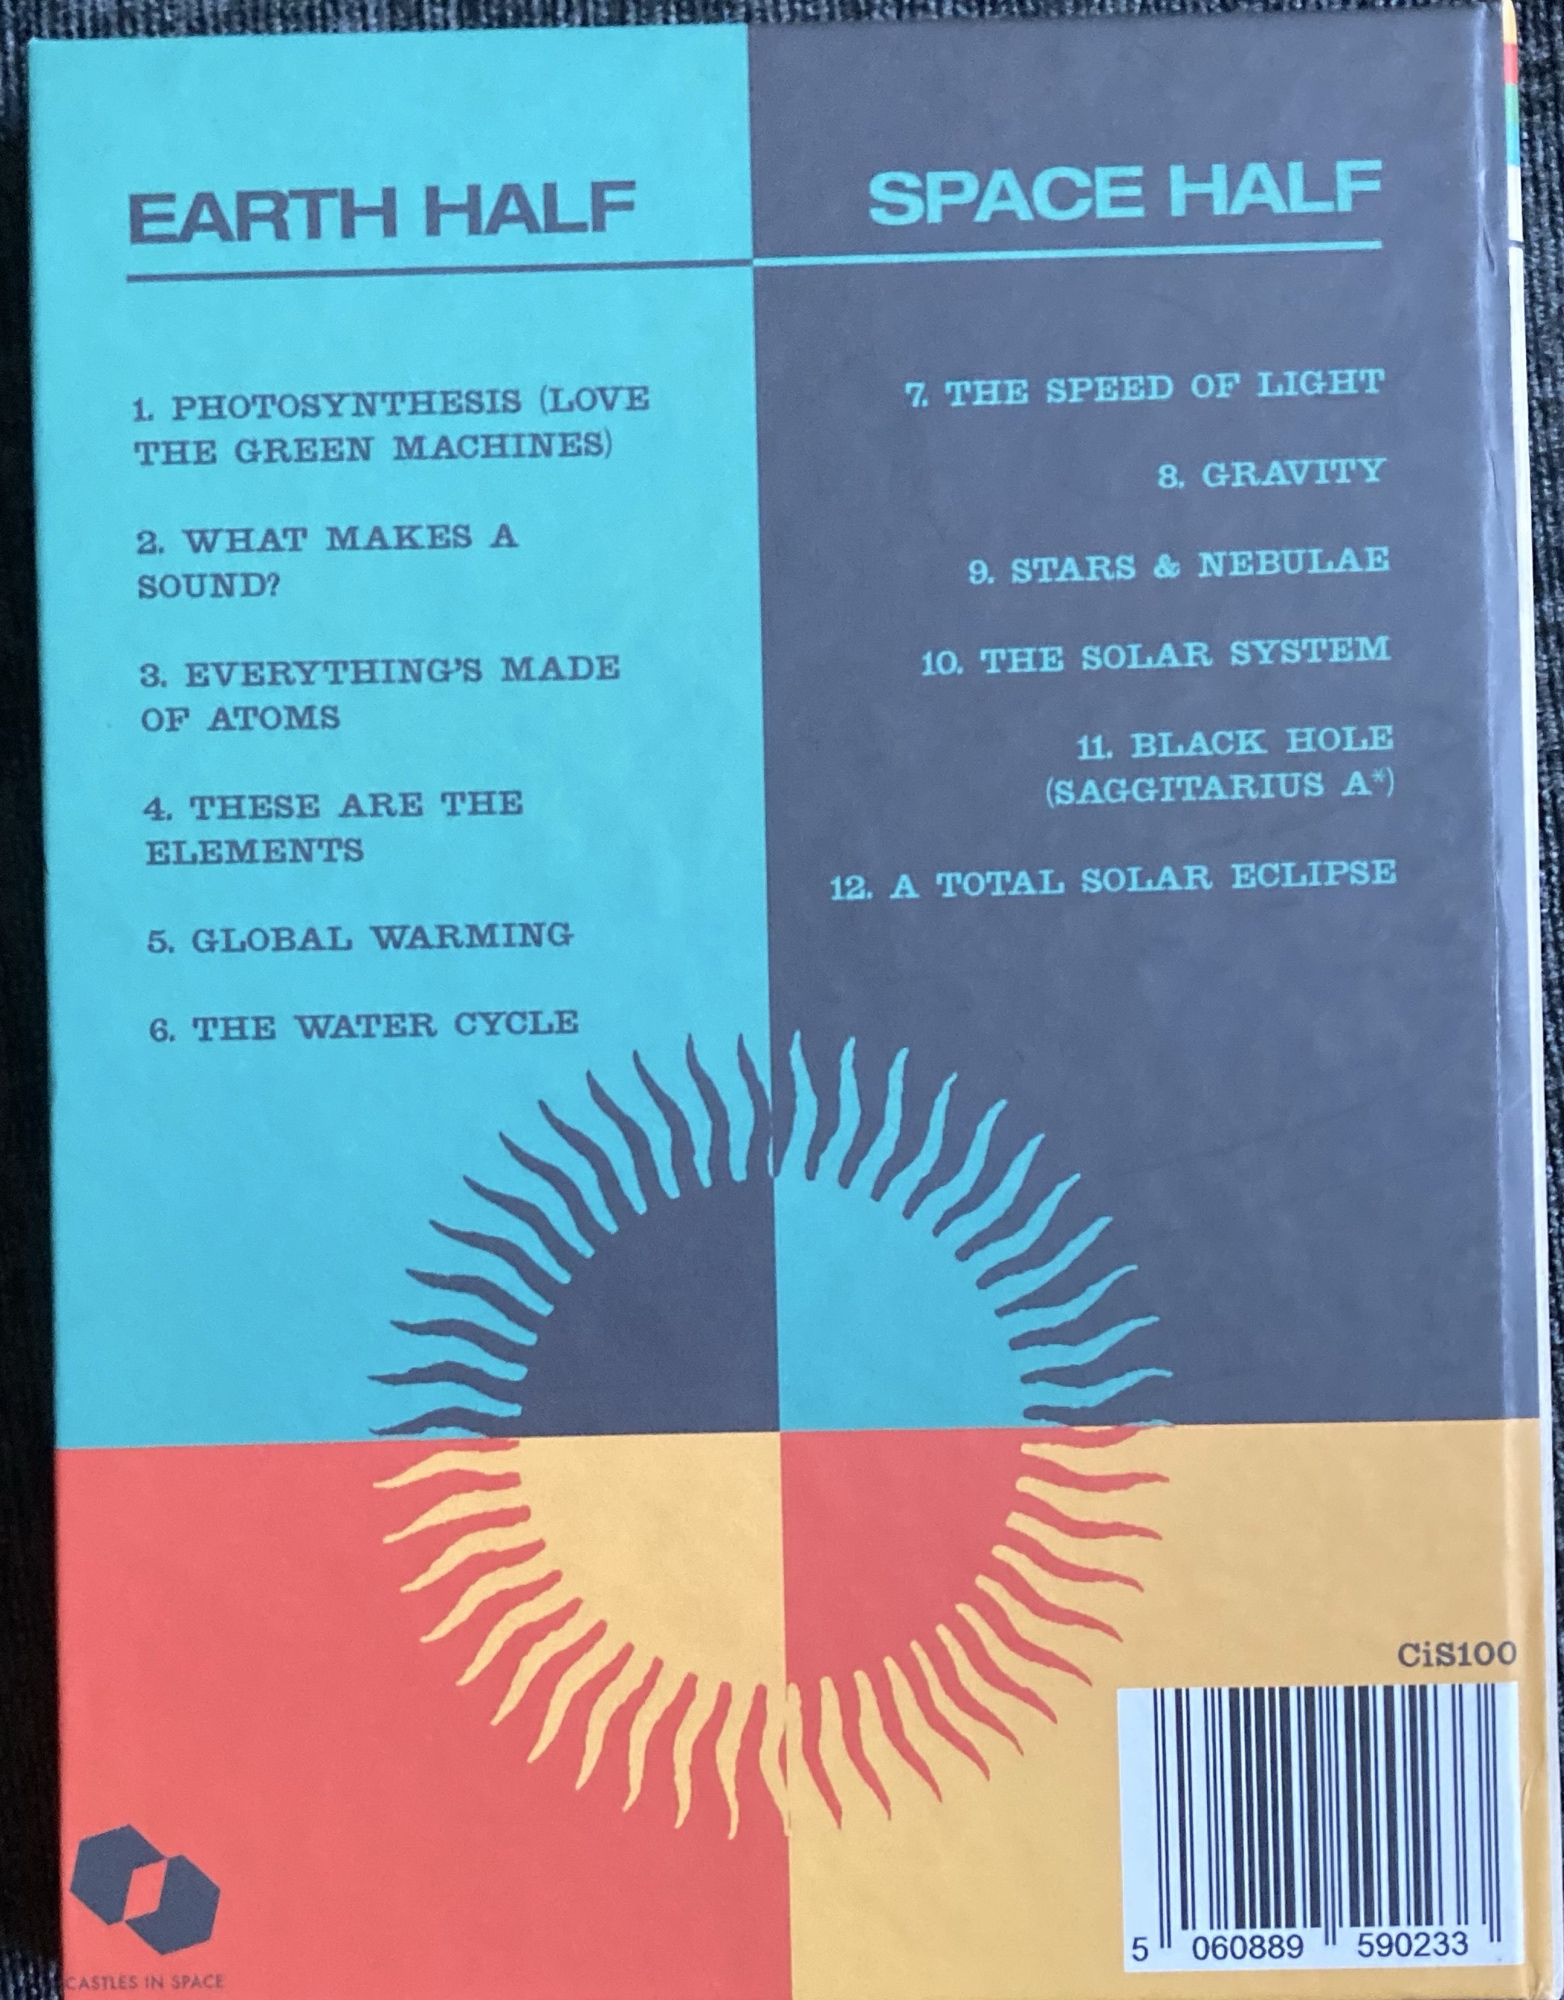 EARTH HALF
1. PHOTOSYNTHESIS (LOVE
THE GREEN MACHINES)
2. WHAT MAKES A
SOUND?
3. EVERYTHING'S MADE
OF ATOMS
4. THESE ARE THE
ELEMENTS
5. GLOBAL WARMING
6. THE WATER CYCLE
SPACE HALF
7. THE SPEED OF LIGHT
8. GRAVITY
9. STARS & NEBULAE
10. THE SOLAR SYSTEM
11. BLACK HOLE
(SAGGITARIUS A*)
12. A TOTAL SOLAR ECLIPSE
CASTLES IN SPACE
CiS100
5 060889 590233